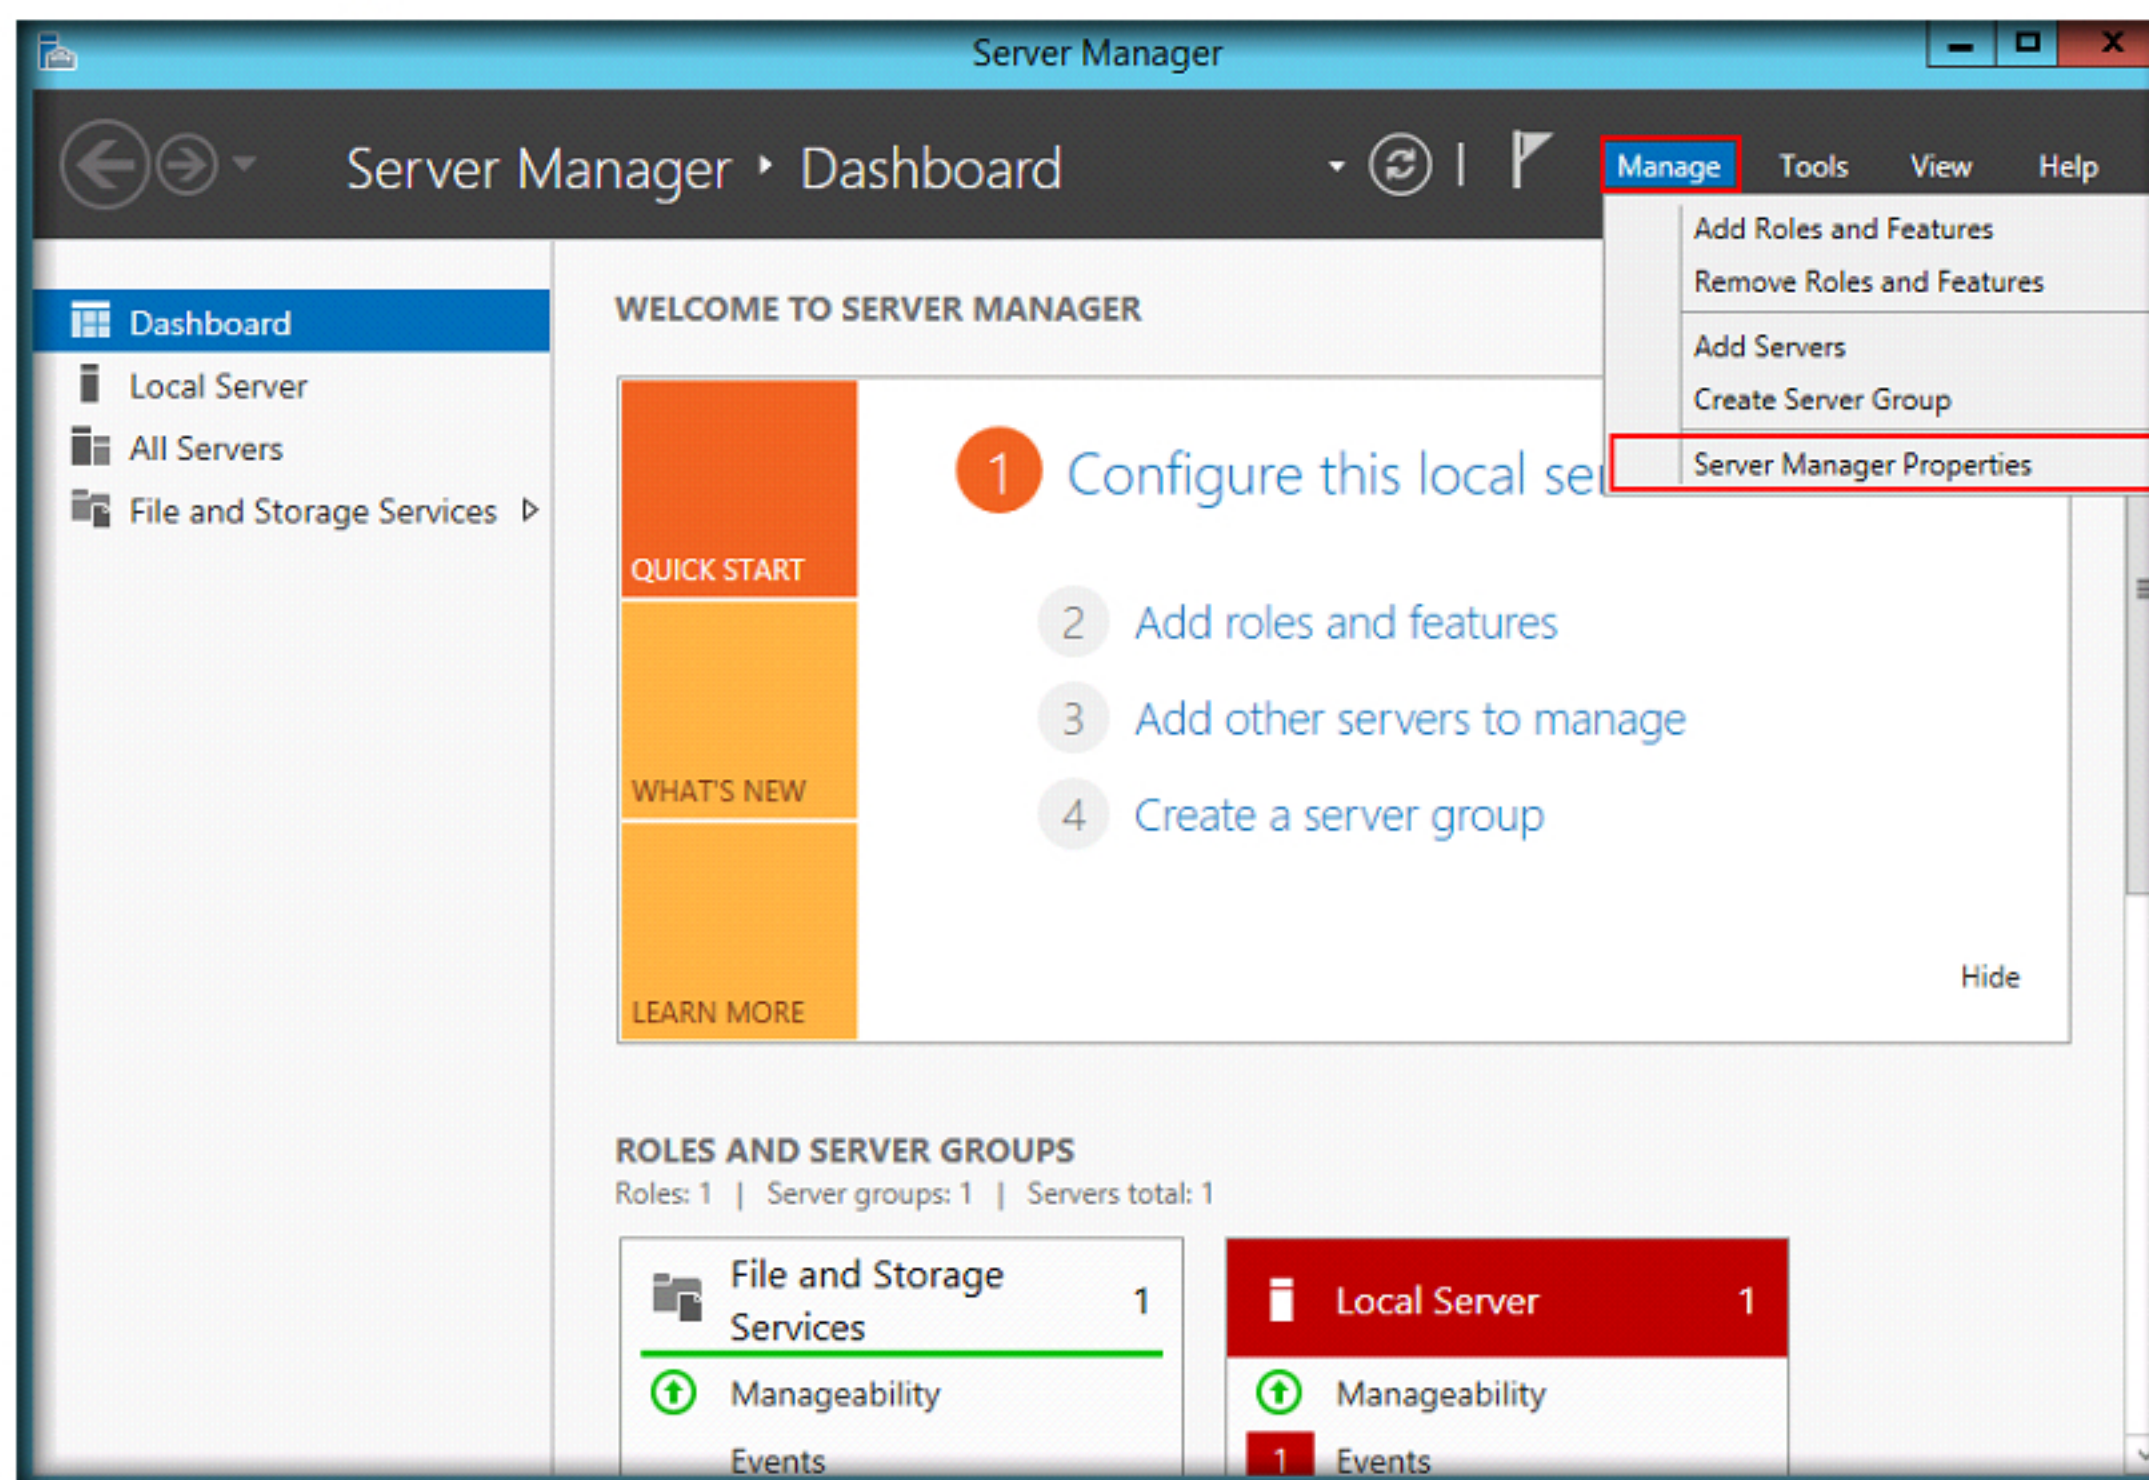 Server Manager
Server Manager ‣ Dashboard
Manage Tools View Help
Add Roles and Features
Remove Roles and Features
Add Servers
Create Server Group
Server Manager Properties
Dashboard
Local Server
All Servers
File and Storage Services
WELCOME TO SERVER MANAGER
QUICK START
WHAT'S NEW
LEARN MORE
1 Configure this local se
2 Add roles and features
3 Add other servers to manage
4 Create a server group
Hide
ROLES AND SERVER GROUPS
Roles: 1 | Server groups: 1 | Servers total: 1
File and Storage
Services
1
Manageability
Events
Local Server 1
Manageability
1 Events